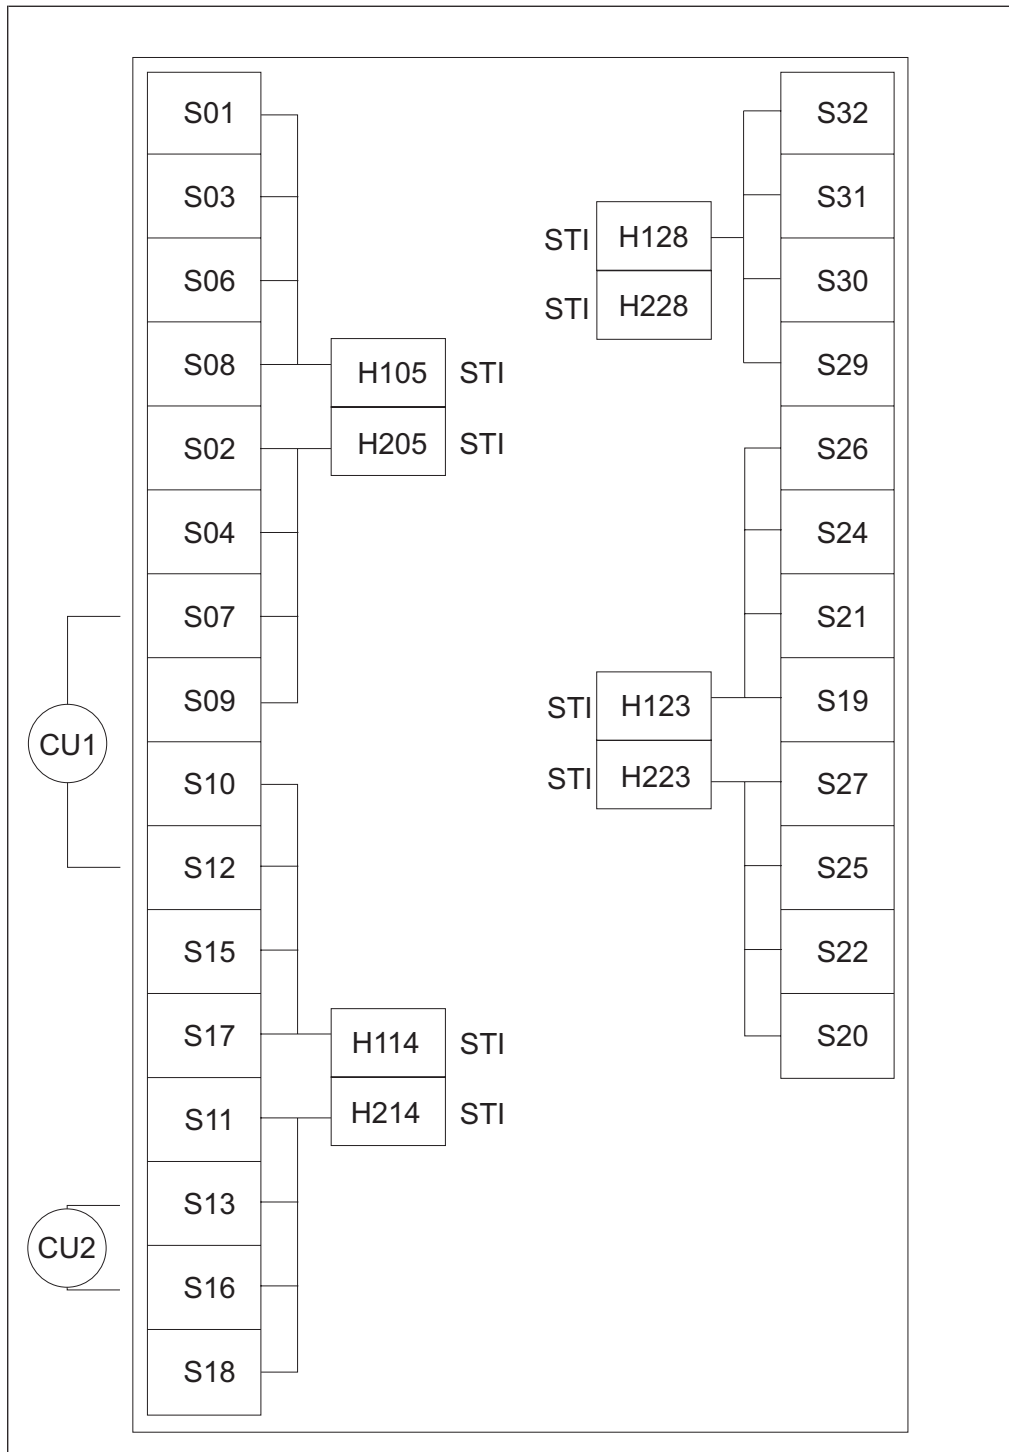 S01
S03
S06
S08
S02
S04
S07
S09
S10
S12
S15
S17
S11
S13
S16
S18
CU1
CU2
H105 STI
H205 STI
H114 STI
H214 STI
STI H128
STI H228
STI H123
STI H223
S32
S31
S30
S29
S26
S24
S21
S19
S27
S25
S22
S20